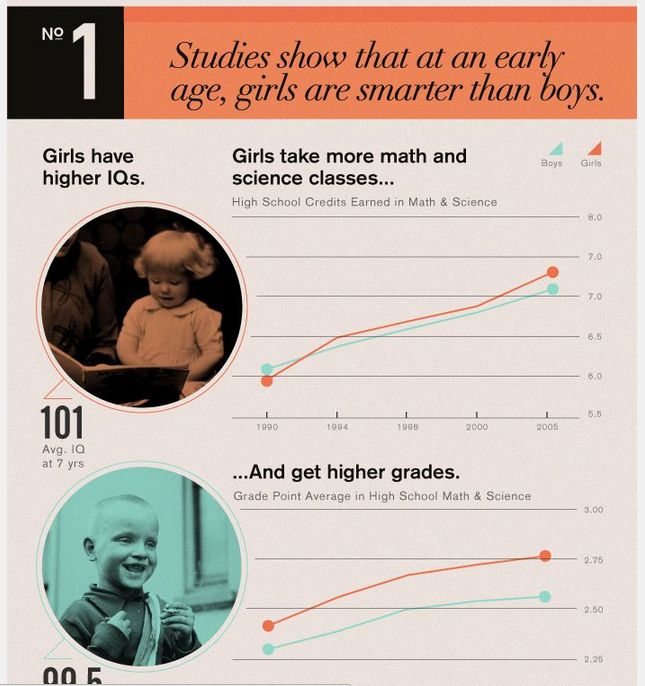 Nº 1
Studies show that at an early
age, girls are smarter than boys.
Girls have
higher IQs.
101
Avg. IQ
at 7 yrs
99.5
Girls take more math and
science classes...
High School Credits Earned in Math & Science
Boys Girls
8.0
7.0
7.0
6.5
6.0
5.5
1990 1994 1998 2000 2005
...And get higher grades.
Grade Point Average in High School Math & Science
3.00
2.75
2.50
2.25